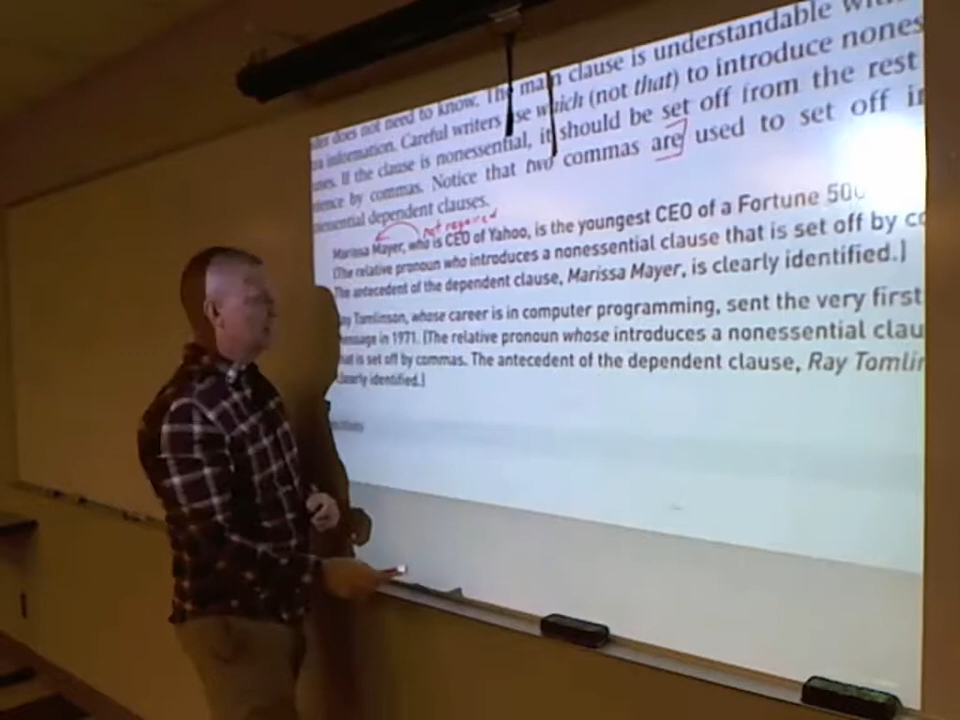 does not need to know. The main clause is understandable
information. Careful writers use which (not that) to introduce nones
If the clause is nonessential, it should be set off from the rest
by commas. Notice that two commas are used to set off
dependent clauses.
not required
Marissa Mayer, who is CEO of Yahoo, is the youngest CEO of a Fortune 500
[The relative pronoun who introduces a nonessential clause that is set off by co
The antecedent of the dependent clause, Marissa Mayer, is clearly identified.]
Tomlinson, whose career is in computer programming, sent the very first
message in 1971. [The relative pronoun whose introduces a nonessential clau
that is set off by commas. The antecedent of the dependent clause, Ray Tomlin
clearly identified.]